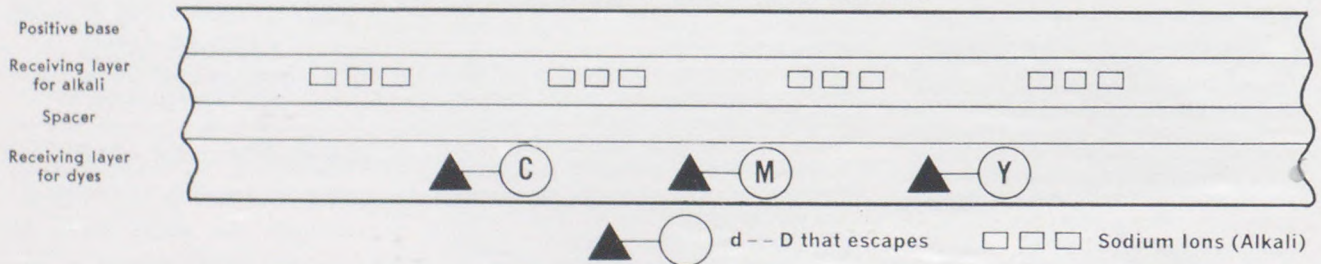 Positive base
Receiving layer
for alkali
Spacer
Receiving layer
for dyes
C
M
Y
d -- D that escapes
Sodium Ions (Alkali)